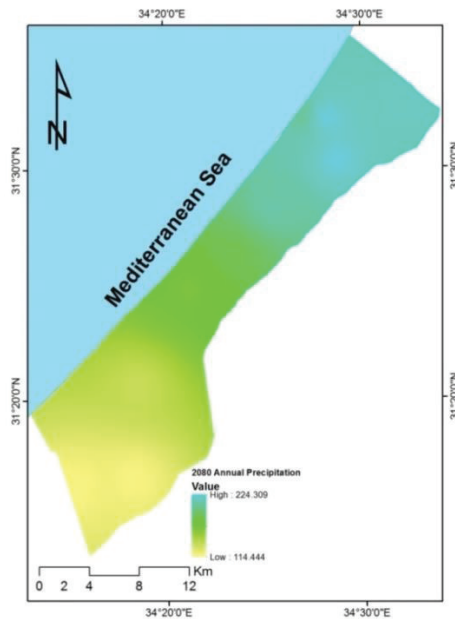 34°20'0"E 34°30'0"E
N
31°30'0"N
Mediterranean Sea
31°20'0"N
2080 Annual Precipitation
Value
High : 224.309
Low : 114.444
Km
0 2 4 8 12
34°20'0"E 34°30'0"E